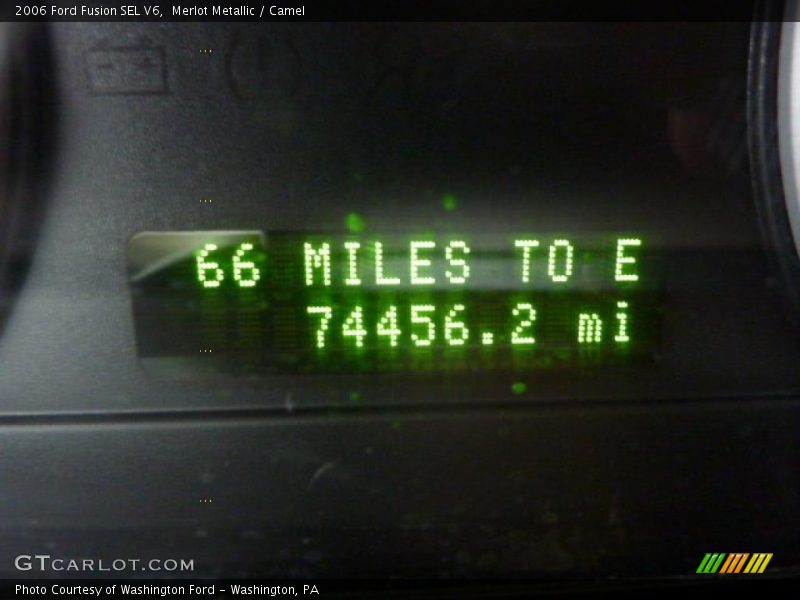 2006 Ford Fusion SEL V6,  Merlot Metallic / Camel
66 MILES TO E
74456.2 mi
GTCARLOT.COM
Photo Courtesy of Washington Ford - Washington, PA